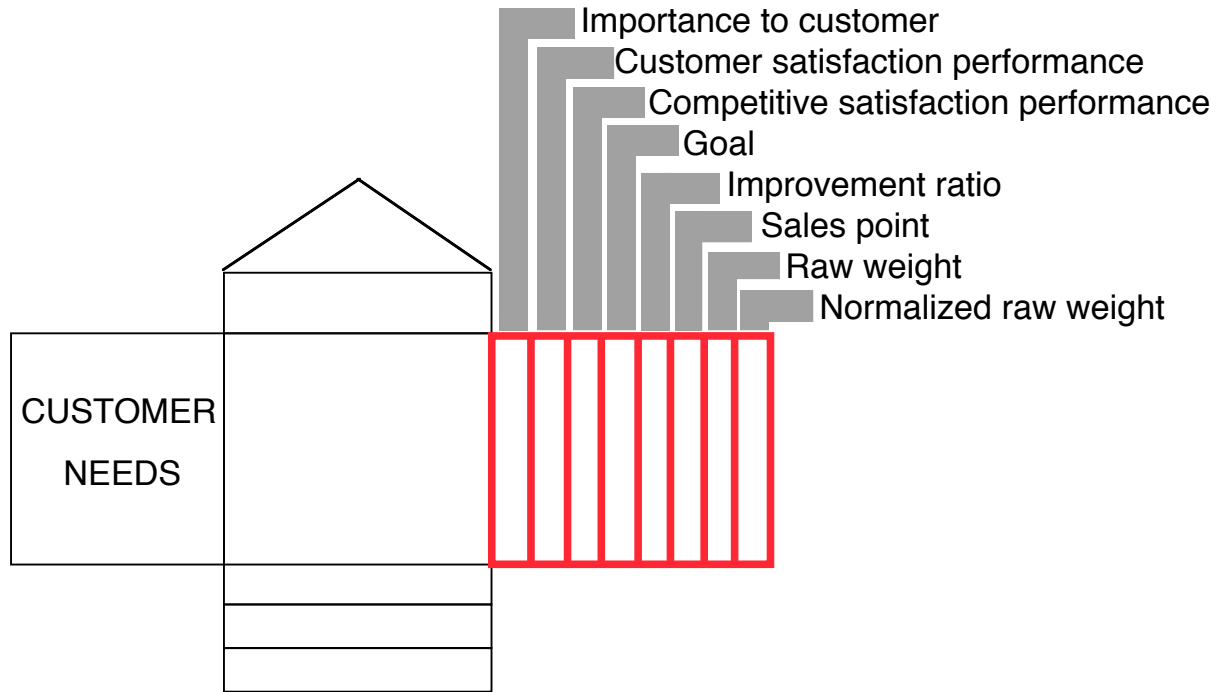 Importance to customer
Customer satisfaction performance
Competitive satisfaction performance
Goal
Improvement ratio
Sales point
Raw weight
Normalized raw weight
CUSTOMER
NEEDS